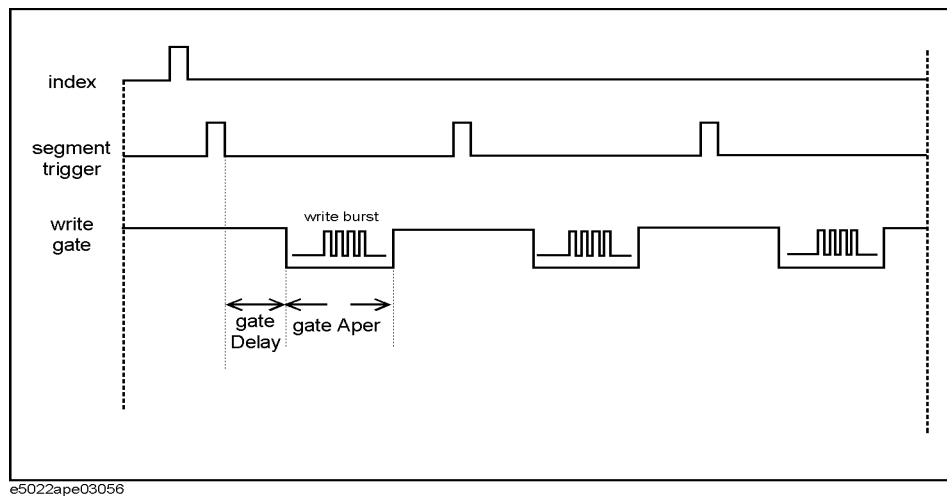 index
segment
trigger
write
gate
write burst
gate
Delay
gate Aper
e5022ape03056